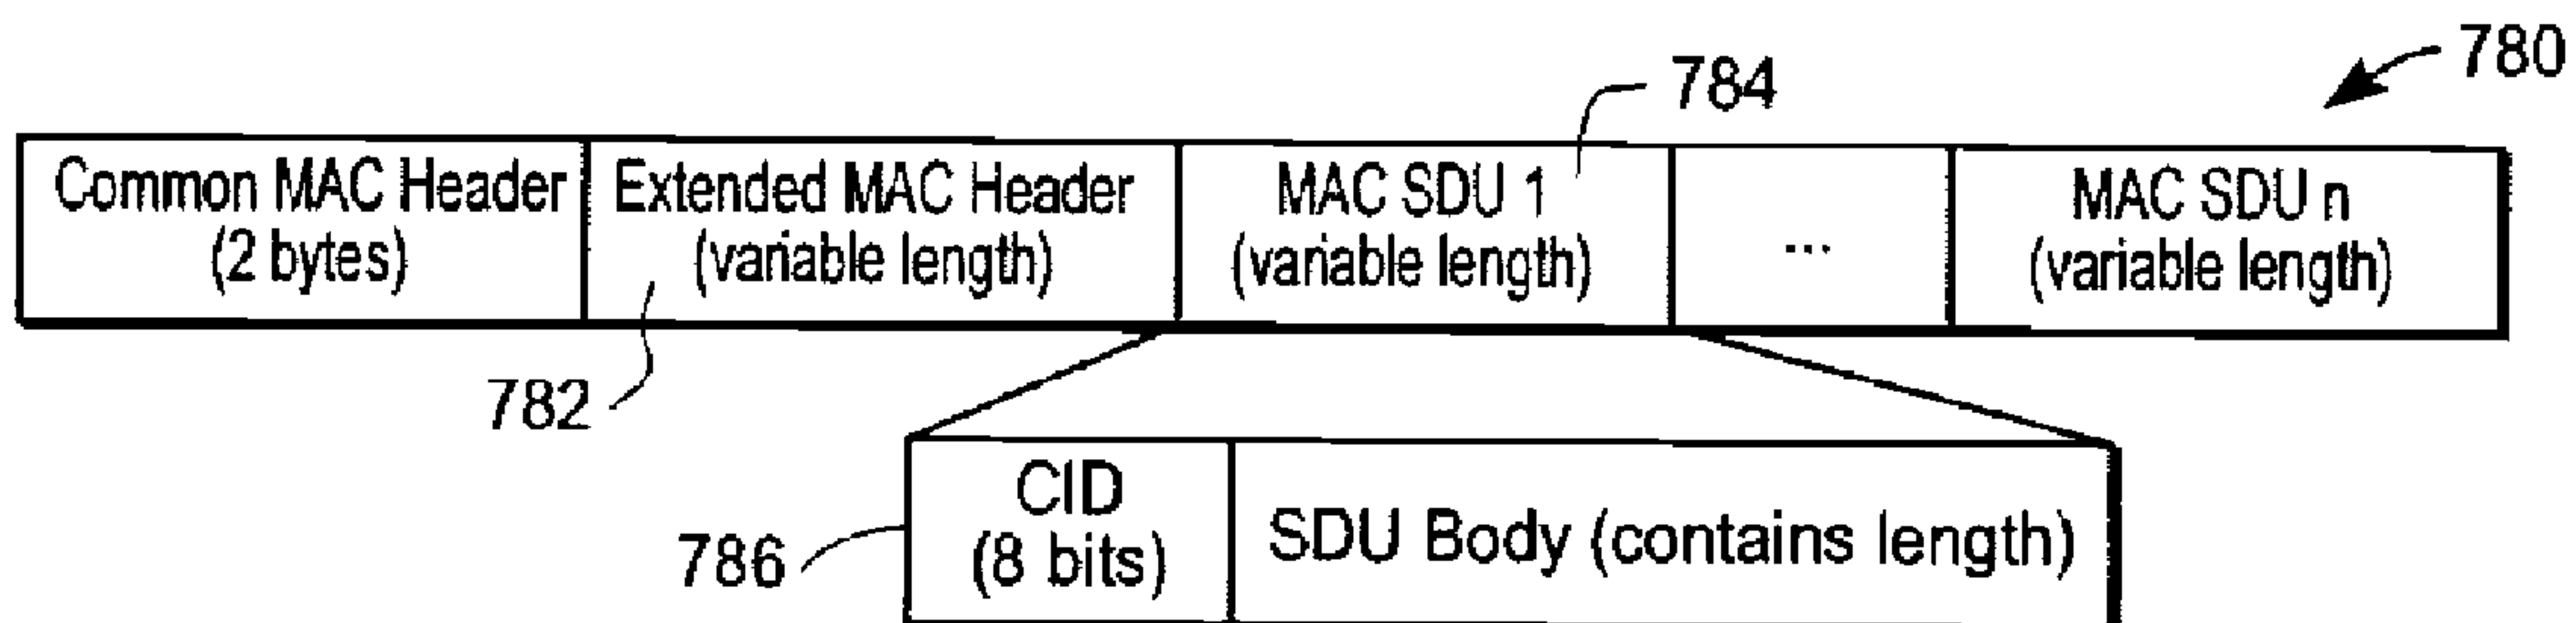 780
784
Common MAC Header
(2 bytes)
Extended MAC Header
(variable length)
MAC SDU 1
(variable length)
...
MAC SDU n
(variable length)
782
CID
(8 bits)
SDU Body (contains length)
786